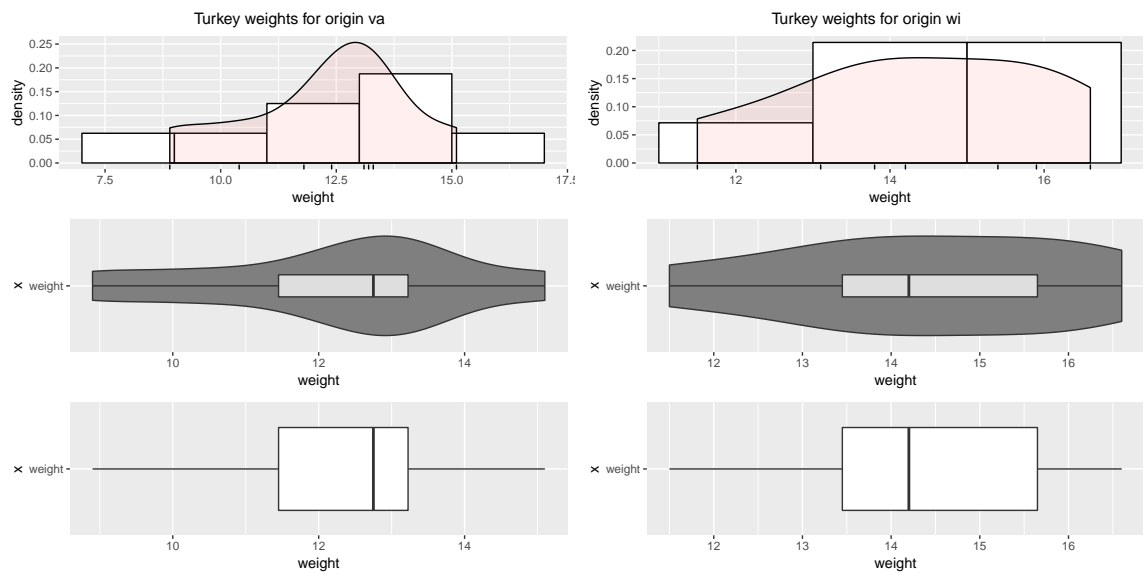 Turkey weights for origin va
density
0.25
0.20
0.15
0.10
0.05
0.00
7.5 10.0 12.5 15.0 17.5
weight
Turkey weights for origin wi
density
0.20
0.15
0.10
0.05
0.00
12 14 16
weight
x
weight
10 12 14
weight
x
weight
12 13 14 15 16
weight
x
weight
10 12 14
weight
x
weight
12 13 14 15 16
weight